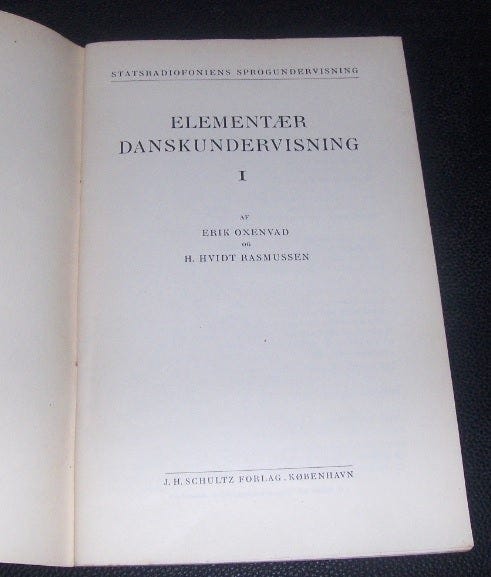 STATSRADIOFONIENS SPROGUNDERVISNING
ELEMENTÆR
DANSKUNDERVISNING
I
AF
ERIK OXENVAD
OG
H. HVIDT RASMUSSEN
J. H. SCHULTZ FORLAG . KØBENHAVN